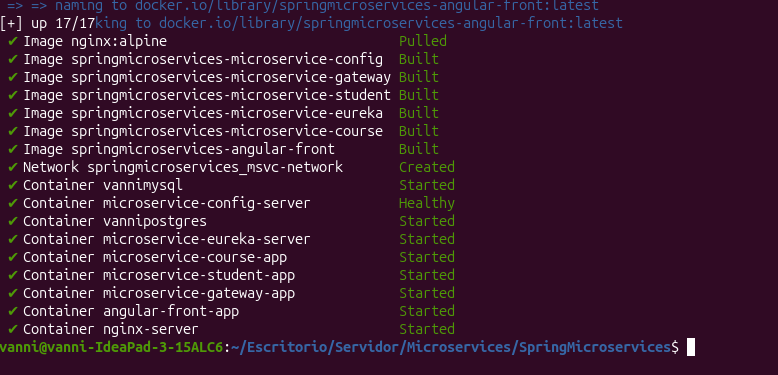 => => naming to docker.io/library/springmicroservices-angular-front:latest
[+] up 17/17king to docker.io/library/springmicroservices-angular-front:latest
✔ Image nginx:alpine Pulled
✔ Image springmicroservices-microservice-config Built
✔ Image springmicroservices-microservice-gateway Built
✔ Image springmicroservices-microservice-student Built
✔ Image springmicroservices-microservice-eureka Built
✔ Image springmicroservices-microservice-course Built
✔ Image springmicroservices-angular-front Built
✔ Network springmicroservices_msvc-network Created
✔ Container vannimysql Started
✔ Container microservice-config-server Healthy
✔ Container vannipostgres Started
✔ Container microservice-eureka-server Started
✔ Container microservice-course-app Started
✔ Container microservice-student-app Started
✔ Container microservice-gateway-app Started
✔ Container angular-front-app Started
✔ Container nginx-server Started
vanni@vanni-IdeaPad-3-15ALC6:~/Escritorio/Servidor/Microservices/SpringMicroservices$